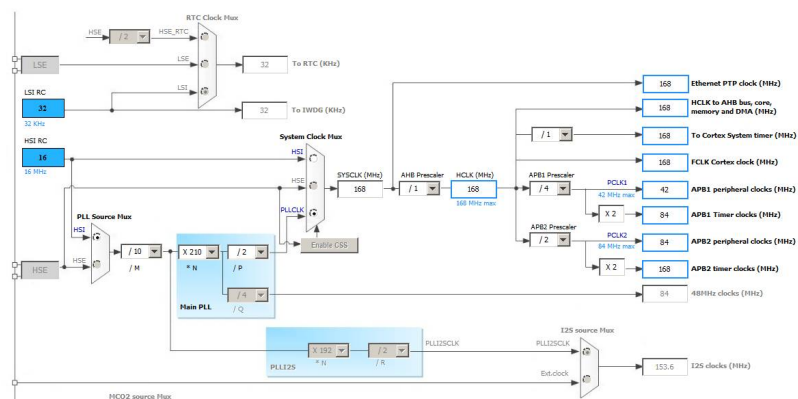 RTC Clock Mux
HSE
/ 2
HSE_RTC
LSE
LSE
32
To RTC (KHz)
LSI RC
LSI
32
32 KHz
32
To IWDG (KHz)
HSI RC
16
16 MHz
System Clock Mux
HSI
HSE
PLLCLK
Enable CSS
SYSCLK (MHz)
168
AHB Prescaler
/ 1
HCLK (MHz)
168
168 MHz max
168
Ethernet PTP clock (MHz)
168
HCLK to AHB bus, core,
memory and DMA (MHz)
/ 1
168
To Cortex System timer (MHz)
168
FCLK Cortex clock (MHz)
APB1 Prescaler
/ 4
PCLK1
42 MHz max
42
APB1 peripheral clocks (MHz)
X 2
84
APB1 Timer clocks (MHz)
APB2 Prescaler
/ 2
PCLK2
84 MHz max
84
APB2 peripheral clocks (MHz)
X 2
168
APB2 timer clocks (MHz)
84
48MHz clocks (MHz)
PLL Source Mux
HSI
HSE
HSE
/ 10
/ M
X 210
* N
/ 2
/ P
/ 4
/ Q
Main PLL
X 192
* N
/ 2
/ R
PLLI2S
PLLI2SCLK
I2S source Mux
PLLI2SCLK
Ext.clock
153.6
I2S clocks (MHz)
MCO2 source Mux